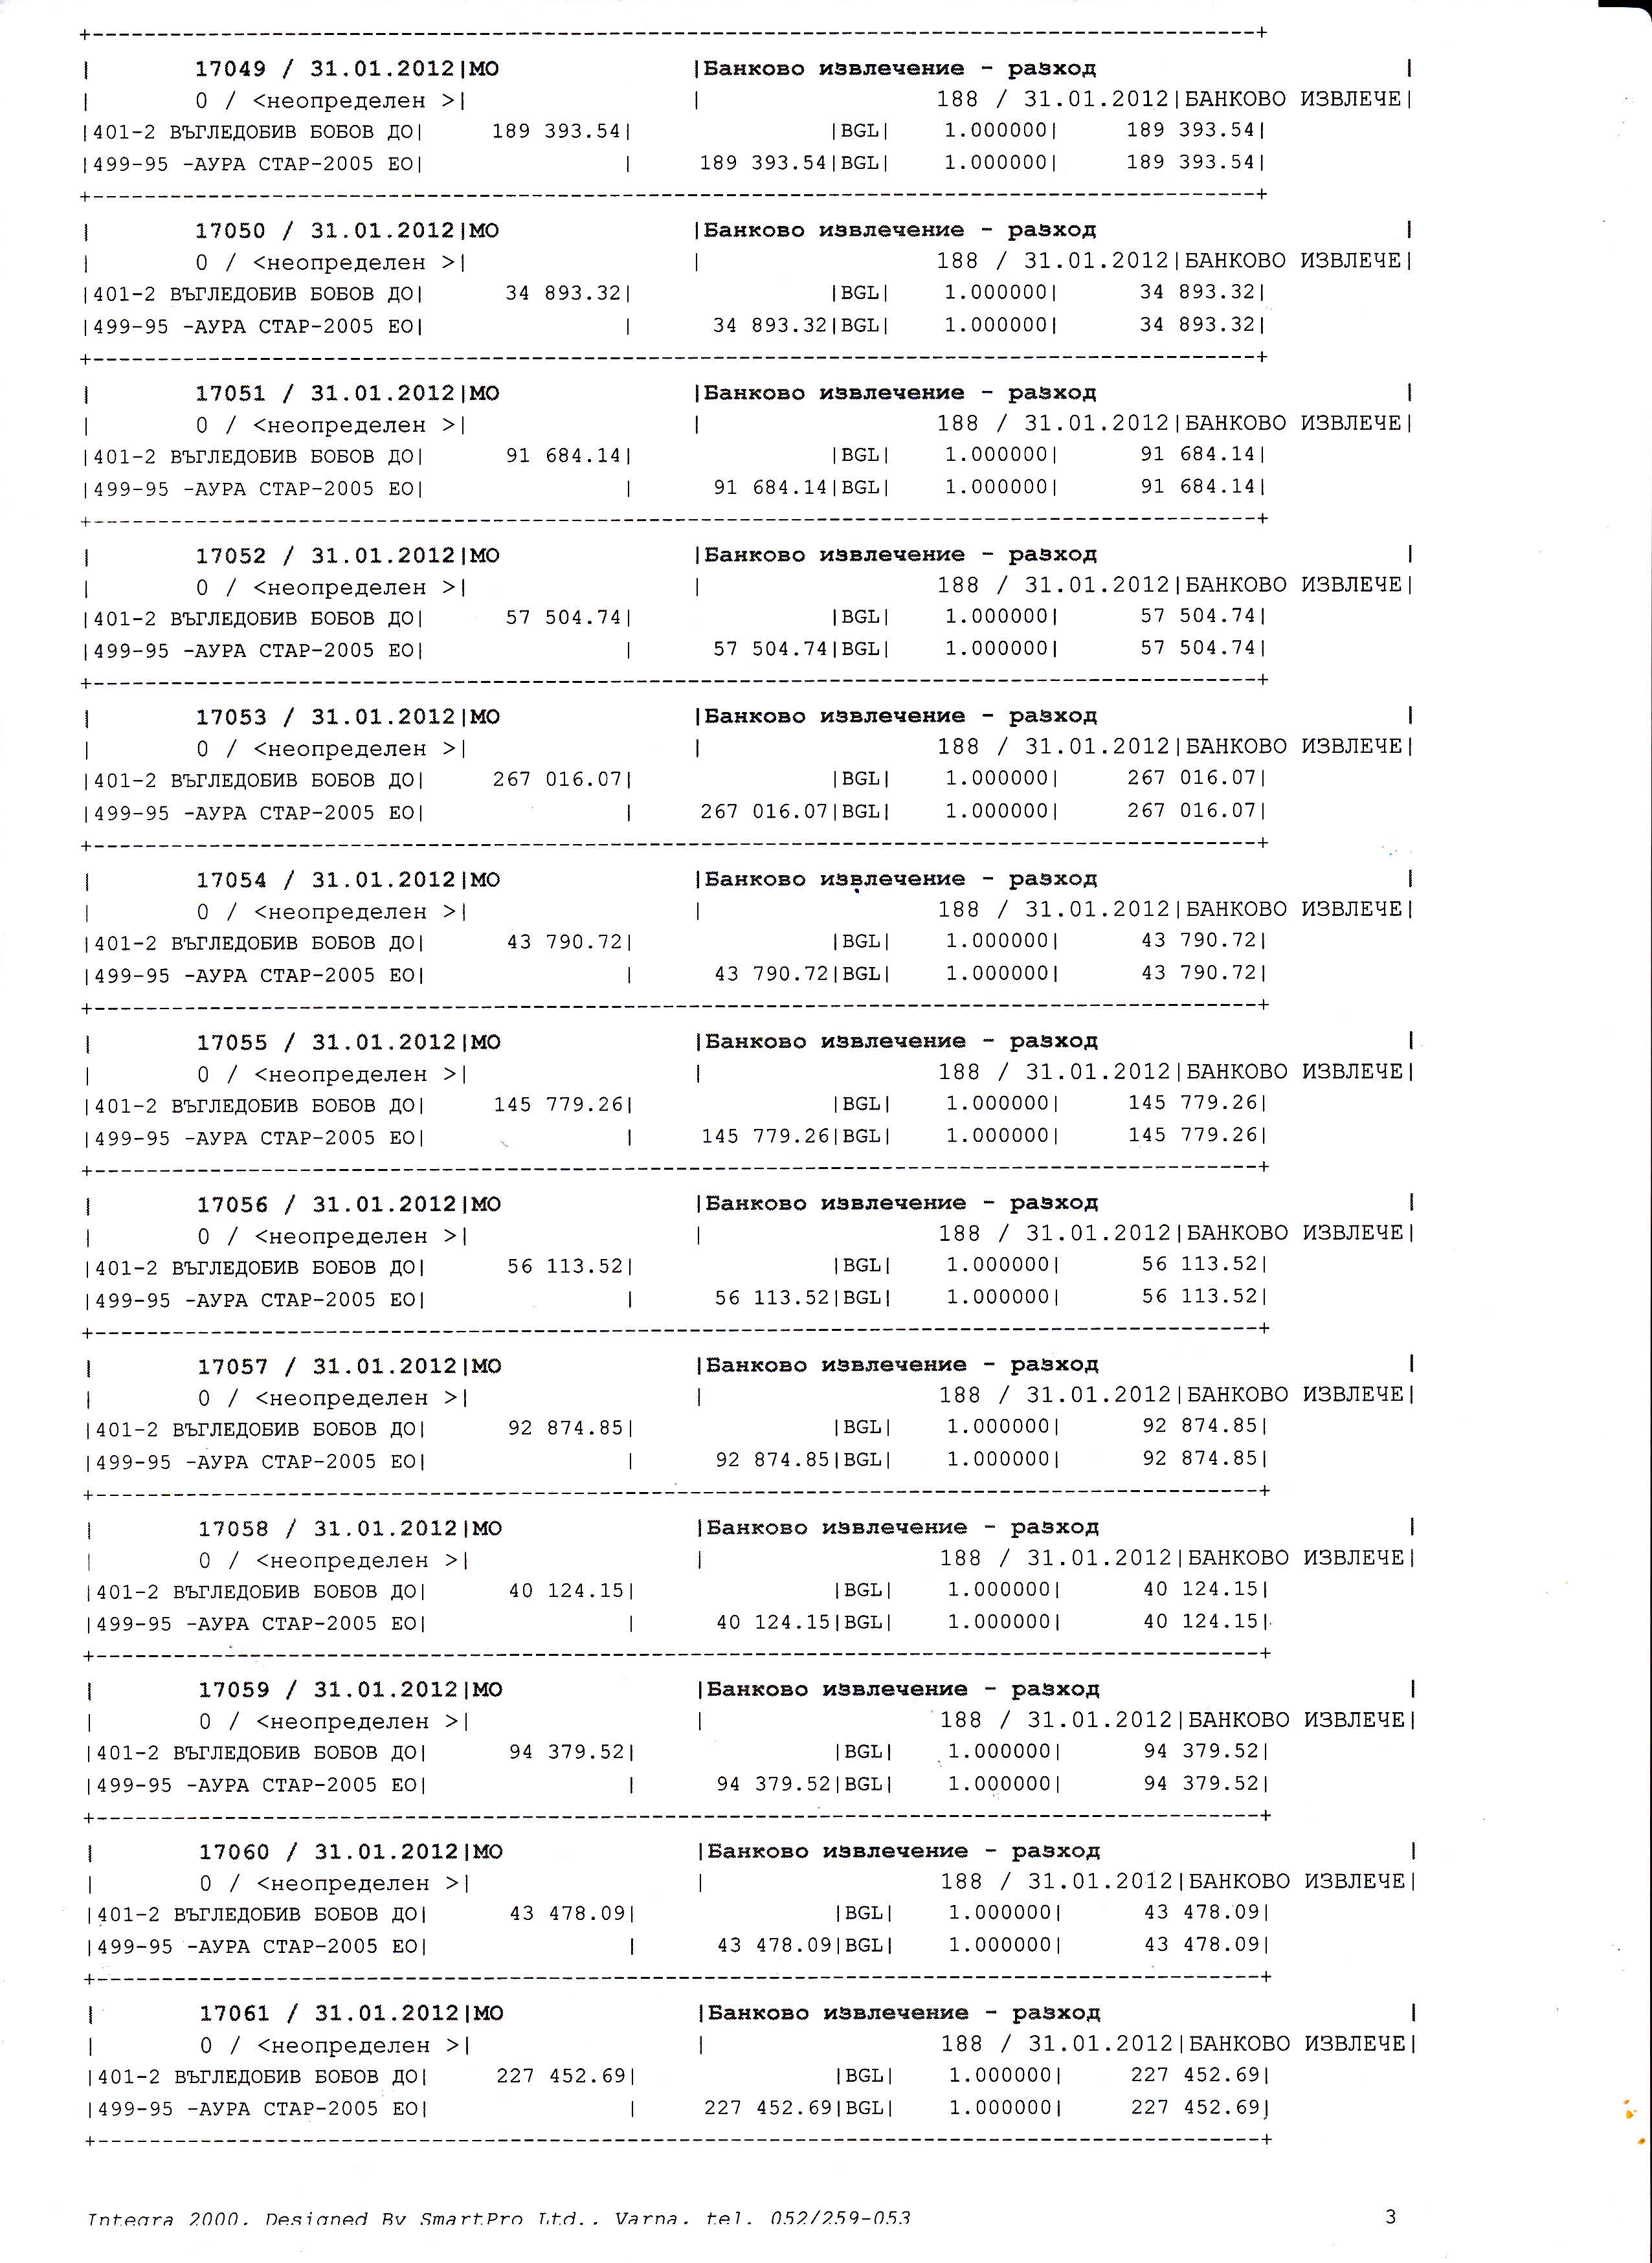 +------------------------------------------------------------------------------------------+
| 17049 / 31.01.2012|МО |Банково извлечение - разход |
| 0 / <неопределен >| | 188 / 31.01.2012|БАНКОВО ИЗВЛЕЧЕ|
|401-2 ВЪГЛЕДОБИВ БОБОВ ДО| 189 393.54| |BGL| 1.000000| 189 393.54|
|499-95 -АУРА СТАР-2005 ЕО| | 189 393.54|BGL| 1.000000| 189 393.54|
+------------------------------------------------------------------------------------------+
| 17050 / 31.01.2012|МО |Банково извлечение - разход |
| 0 / <неопределен >| | 188 / 31.01.2012|БАНКОВО ИЗВЛЕЧЕ|
|401-2 ВЪГЛЕДОБИВ БОБОВ ДО| 34 893.32| |BGL| 1.000000| 34 893.32|
|499-95 -АУРА СТАР-2005 ЕО| | 34 893.32|BGL| 1.000000| 34 893.32|
+------------------------------------------------------------------------------------------+
| 17051 / 31.01.2012|МО |Банково извлечение - разход |
| 0 / <неопределен >| | 188 / 31.01.2012|БАНКОВО ИЗВЛЕЧЕ|
|401-2 ВЪГЛЕДОБИВ БОБОВ ДО| 91 684.14| |BGL| 1.000000| 91 684.14|
|499-95 -АУРА СТАР-2005 ЕО| | 91 684.14|BGL| 1.000000| 91 684.14|
+------------------------------------------------------------------------------------------+
| 17052 / 31.01.2012|МО |Банково извлечение - разход |
| 0 / <неопределен >| | 188 / 31.01.2012|БАНКОВО ИЗВЛЕЧЕ|
|401-2 ВЪГЛЕДОБИВ БОБОВ ДО| 57 504.74| |BGL| 1.000000| 57 504.74|
|499-95 -АУРА СТАР-2005 ЕО| | 57 504.74|BGL| 1.000000| 57 504.74|
+------------------------------------------------------------------------------------------+
| 17053 / 31.01.2012|МО |Банково извлечение - разход |
| 0 / <неопределен >| | 188 / 31.01.2012|БАНКОВО ИЗВЛЕЧЕ|
|401-2 ВЪГЛЕДОБИВ БОБОВ ДО| 267 016.07| |BGL| 1.000000| 267 016.07|
|499-95 -АУРА СТАР-2005 ЕО| | 267 016.07|BGL| 1.000000| 267 016.07|
+------------------------------------------------------------------------------------------+
| 17054 / 31.01.2012|МО |Банково извлечение - разход |
| 0 / <неопределен >| | 188 / 31.01.2012|БАНКОВО ИЗВЛЕЧЕ|
|401-2 ВЪГЛЕДОБИВ БОБОВ ДО| 43 790.72| |BGL| 1.000000| 43 790.72|
|499-95 -АУРА СТАР-2005 ЕО| | 43 790.72|BGL| 1.000000| 43 790.72|
+------------------------------------------------------------------------------------------+
| 17055 / 31.01.2012|МО |Банково извлечение - разход |
| 0 / <неопределен >| | 188 / 31.01.2012|БАНКОВО ИЗВЛЕЧЕ|
|401-2 ВЪГЛЕДОБИВ БОБОВ ДО| 145 779.26| |BGL| 1.000000| 145 779.26|
|499-95 -АУРА СТАР-2005 ЕО| | 145 779.26|BGL| 1.000000| 145 779.26|
+------------------------------------------------------------------------------------------+
| 17056 / 31.01.2012|МО |Банково извлечение - разход |
| 0 / <неопределен >| | 188 / 31.01.2012|БАНКОВО ИЗВЛЕЧЕ|
|401-2 ВЪГЛЕДОБИВ БОБОВ ДО| 56 113.52| |BGL| 1.000000| 56 113.52|
|499-95 -АУРА СТАР-2005 ЕО| | 56 113.52|BGL| 1.000000| 56 113.52|
+------------------------------------------------------------------------------------------+
| 17057 / 31.01.2012|МО |Банково извлечение - разход |
| 0 / <неопределен >| | 188 / 31.01.2012|БАНКОВО ИЗВЛЕЧЕ|
|401-2 ВЪГЛЕДОБИВ БОБОВ ДО| 92 874.85| |BGL| 1.000000| 92 874.85|
|499-95 -АУРА СТАР-2005 ЕО| | 92 874.85|BGL| 1.000000| 92 874.85|
+------------------------------------------------------------------------------------------+
| 17058 / 31.01.2012|МО |Банково извлечение - разход |
| 0 / <неопределен >| | 188 / 31.01.2012|БАНКОВО ИЗВЛЕЧЕ|
|401-2 ВЪГЛЕДОБИВ БОБОВ ДО| 40 124.15| |BGL| 1.000000| 40 124.15|
|499-95 -АУРА СТАР-2005 ЕО| | 40 124.15|BGL| 1.000000| 40 124.15|
+------------------------------------------------------------------------------------------+
| 17059 / 31.01.2012|МО |Банково извлечение - разход |
| 0 / <неопределен >| | 188 / 31.01.2012|БАНКОВО ИЗВЛЕЧЕ|
|401-2 ВЪГЛЕДОБИВ БОБОВ ДО| 94 379.52| |BGL| 1.000000| 94 379.52|
|499-95 -АУРА СТАР-2005 ЕО| | 94 379.52|BGL| 1.000000| 94 379.52|
+------------------------------------------------------------------------------------------+
| 17060 / 31.01.2012|МО |Банково извлечение - разход |
| 0 / <неопределен >| | 188 / 31.01.2012|БАНКОВО ИЗВЛЕЧЕ|
|401-2 ВЪГЛЕДОБИВ БОБОВ ДО| 43 478.09| |BGL| 1.000000| 43 478.09|
|499-95 -АУРА СТАР-2005 ЕО| | 43 478.09|BGL| 1.000000| 43 478.09|
+------------------------------------------------------------------------------------------+
| 17061 / 31.01.2012|МО |Банково извлечение - разход |
| 0 / <неопределен >| | 188 / 31.01.2012|БАНКОВО ИЗВЛЕЧЕ|
|401-2 ВЪГЛЕДОБИВ БОБОВ ДО| 227 452.69| |BGL| 1.000000| 227 452.69|
|499-95 -АУРА СТАР-2005 ЕО| | 227 452.69|BGL| 1.000000| 227 452.69|
+------------------------------------------------------------------------------------------+
Integra 2000. Designed By SmartPro Ltd.. Varna. tel. 052/259-053 3